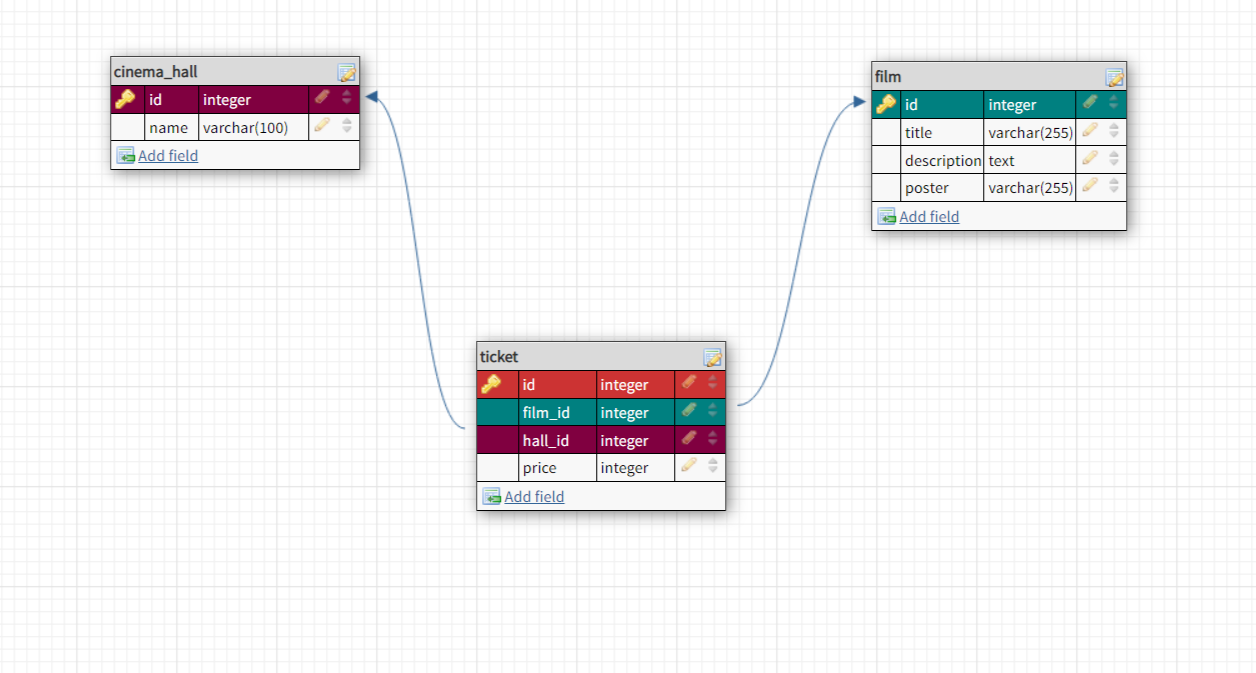 cinema_hall
id integer
name varchar(100)
Add field
film
id integer
title varchar(255)
description text
poster varchar(255)
Add field
ticket
id integer
film_id integer
hall_id integer
price integer
Add field